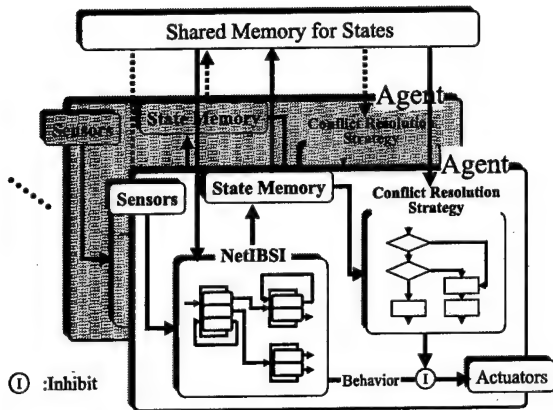 Shared Memory for States
Agent
Sensors
State Memory
Conflict Resolution
Strategy
Agent
Sensors
State Memory
Conflict Resolution
Strategy
NetIBSI
I :Inhibit
Behavior
I
Actuators